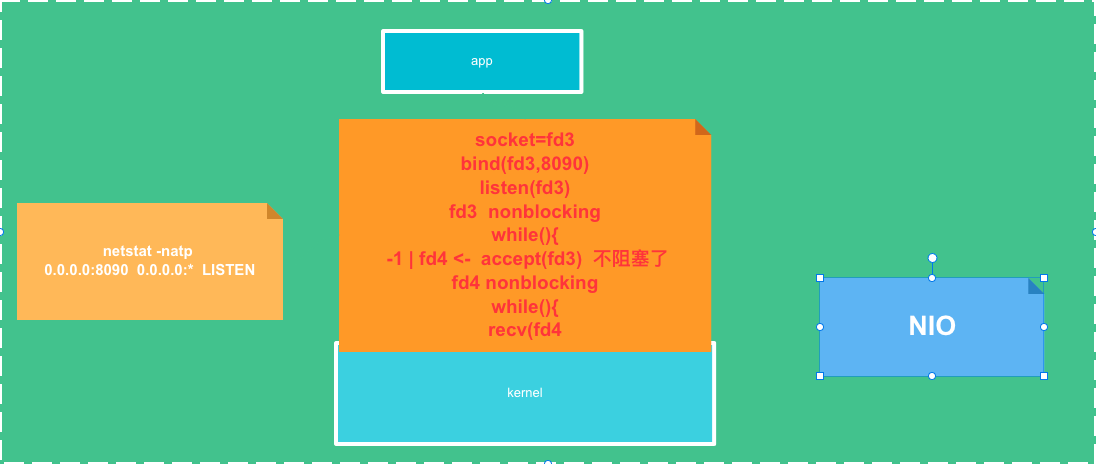 app
socket=fd3
bind(fd3,8090)
listen(fd3)
fd3  nonblocking
while(){
-1 | fd4 <-  accept(fd3)  不阻塞了
fd4 nonblocking
while(){
recv(fd4
netstat -natp
0.0.0.0:8090  0.0.0.0:*  LISTEN
NIO
kernel